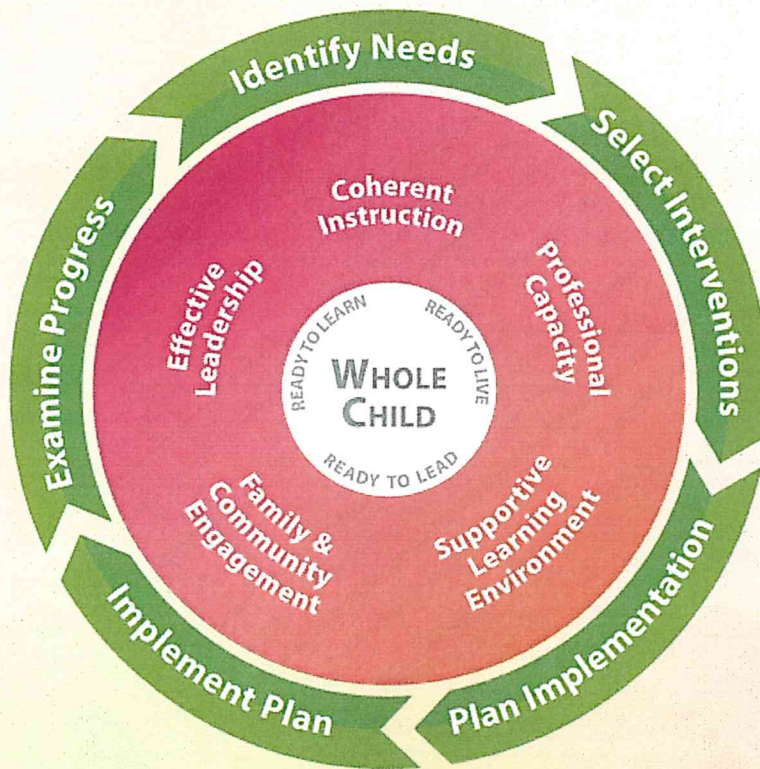 Identify Needs
Select Interventions
Plan Implementation
Implement Plan
Examine Progress
Coherent
Instruction
Professional
Capacity
Supportive
Learning
Environment
Family &
Community
Engagement
Effective
Leadership
READY TO LEARN
READY TO LIVE
READY TO LEAD
WHOLE
CHILD